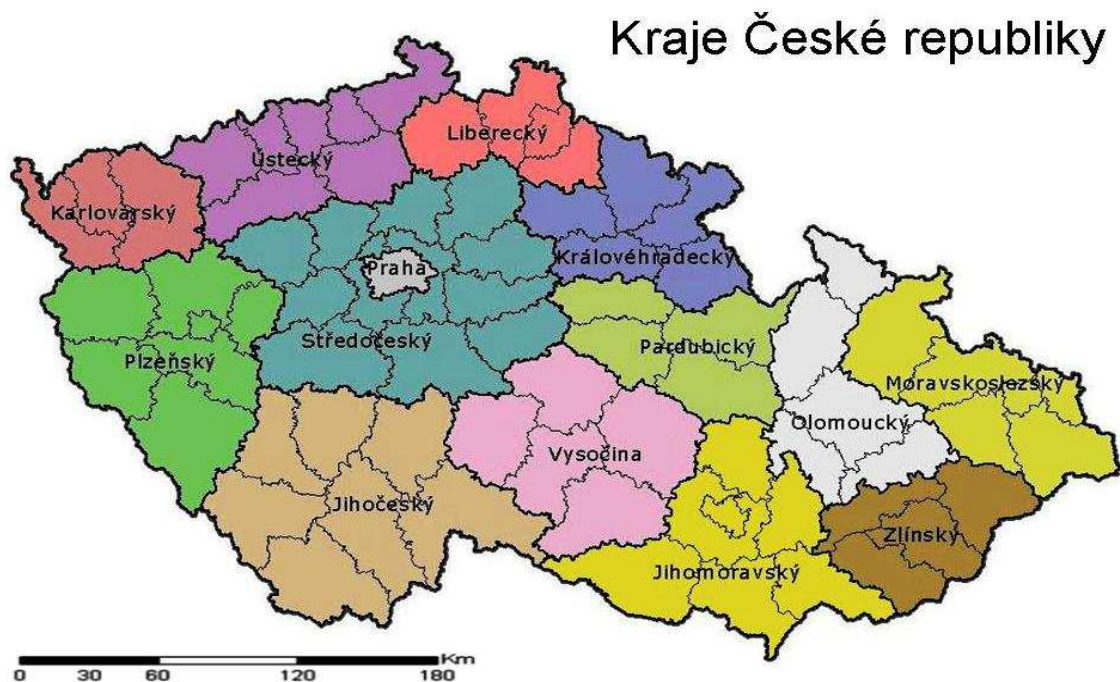 Kraje České republiky
Liberecký
Ústecký
Karlovarský
Královéhradecký
Praha
Středočeský
Pardubický
Plzeňský
Moravskoslezský
Olomoucký
Vysočina
Jihočeský
Zlínský
Jihomoravský
Km
0 30 60 120 180